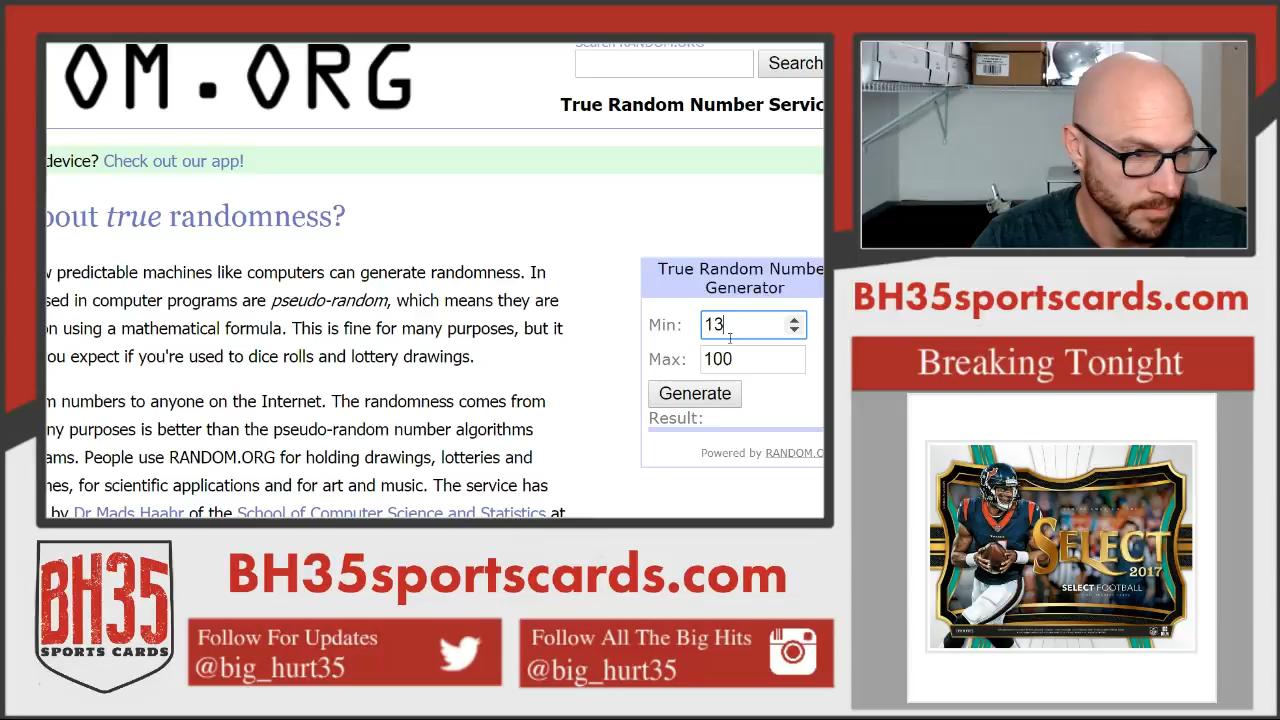 OM.ORG
Search RANDOM.ORG
Search
True Random Number Servic
device? Check out our app!
bout true randomness?
w predictable machines like computers can generate randomness. In
sed in computer programs are pseudo-random, which means they are
on using a mathematical formula. This is fine for many purposes, but it
you expect if you're used to dice rolls and lottery drawings.
m numbers to anyone on the Internet. The randomness comes from
ny purposes is better than the pseudo-random number algorithms
ams. People use RANDOM.ORG for holding drawings, lotteries and
nes, for scientific applications and for art and music. The service has
by Dr Mads Haahr of the School of Computer Science and Statistics at
True Random Numbe
Generator
Min: 13
Max: 100
Generate
Result:
Powered by RANDOM.O
BH35sportscards.com
Breaking Tonight
SELECT
2017
SELECT FOOTBALL
BH35
SPORTS CARDS
BH35sportscards.com
Follow For Updates
@big_hurt35
Follow All The Big Hits
@big_hurt35